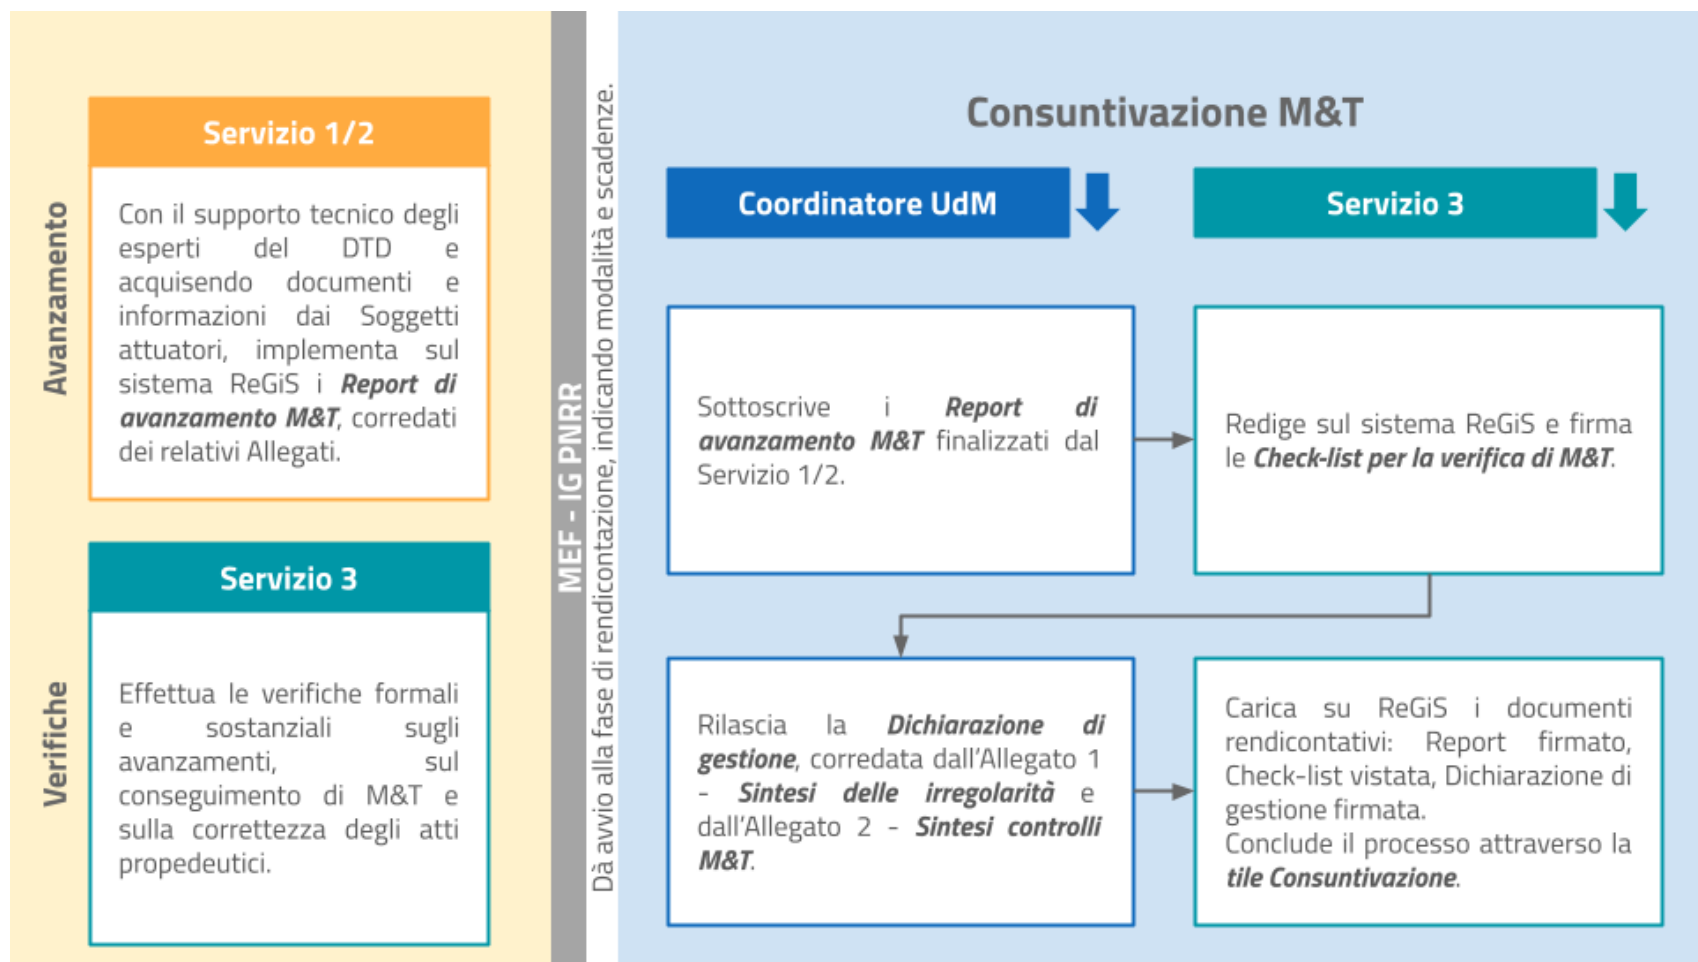 Avanzamento
Servizio 1/2
Con il supporto tecnico degli
esperti del DTD e
acquisendo documenti e
informazioni dai Soggetti
attuatori, implementa sul
sistema ReGiS i Report di
avanzamento M&T, corredati
dei relativi Allegati.
Verifiche
Servizio 3
Effettua le verifiche formali
e sostanziali sugli
avanzamenti, sul
conseguimento di M&T e
sulla correttezza degli atti
propedeutici.
MEF - IG PNRR
Dà avvio alla fase di rendicontazione, indicando modalità e scadenze.
Consuntivazione M&T
Coordinatore UdM
Servizio 3
Sottoscrive i Report di
avanzamento M&T finalizzati dal
Servizio 1/2.
Redige sul sistema ReGiS e firma
le Check-list per la verifica di M&T.
Rilascia la Dichiarazione di
gestione, corredata dall'Allegato 1
- Sintesi delle irregolarità e
dall'Allegato 2 - Sintesi controlli
M&T.
Carica su ReGiS i documenti
rendicontativi: Report firmato,
Check-list vistata, Dichiarazione di
gestione firmata.
Conclude il processo attraverso la
tile Consuntivazione.